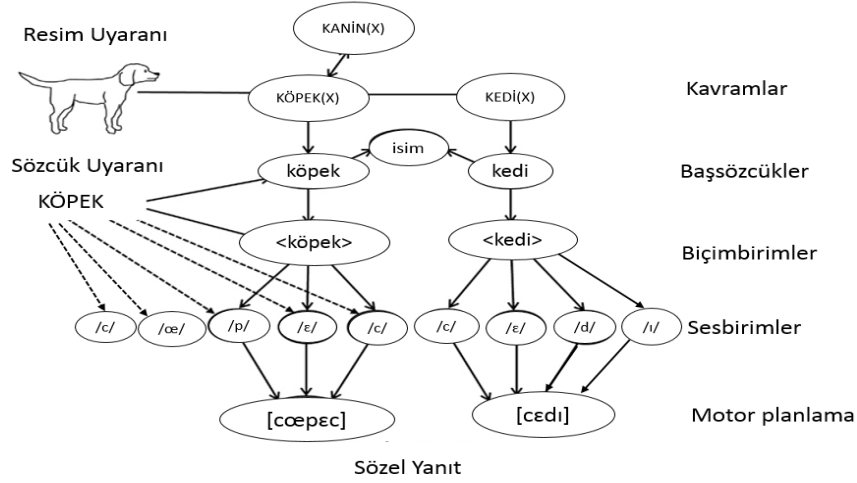 KANİN(X)
Resim Uyaranı
KÖPEK(X)
KEDİ(X)
Kavramlar
isim
Sözcük Uyaranı
köpek
kedi
Başsözcükler
KÖPEK
<köpek>
<kedi>
Biçimbirimler
/c/
/œ/
/p/
/ɛ/
/c/
/c/
/ɛ/
/d/
/ı/
Sesbirimler
[cœpɛc]
[cɛdı]
Motor planlama
Sözel Yanıt